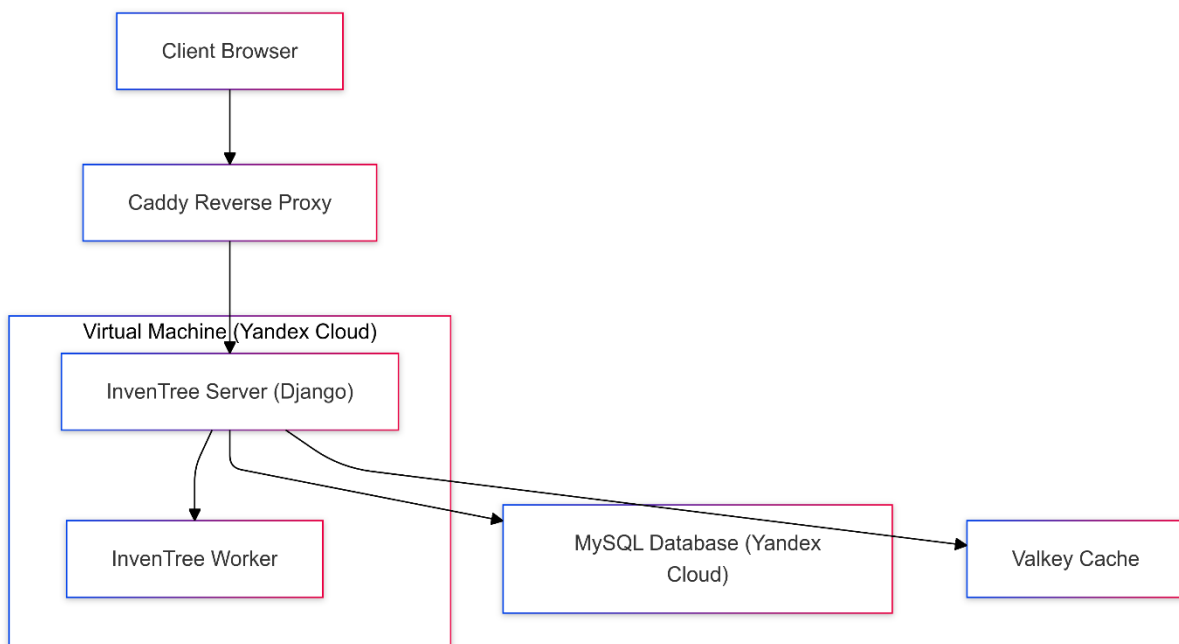 Client Browser
Caddy Reverse Proxy
Virtual Machine (Yandex Cloud)
InvenTree Server (Django)
InvenTree Worker
MySQL Database (Yandex
Cloud)
Valkey Cache